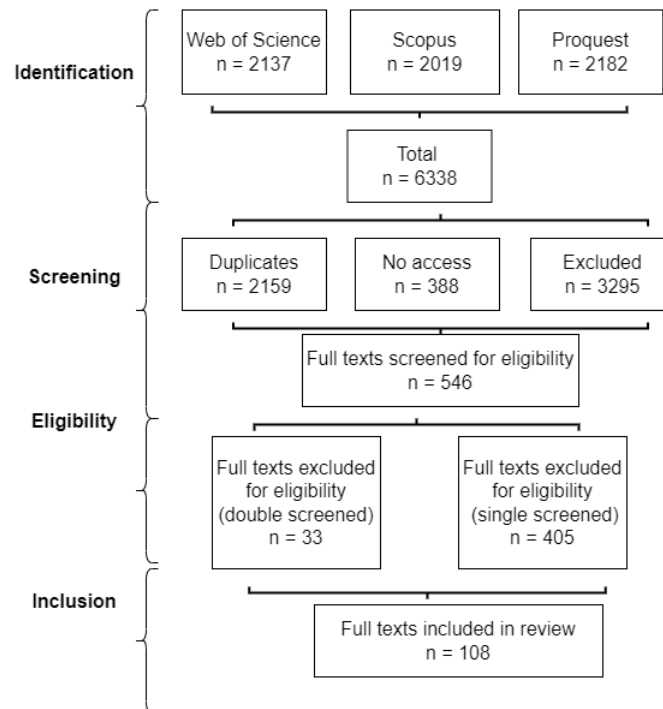 Identification
Web of Science
n = 2137
Scopus
n = 2019
Proquest
n = 2182
Total
n = 6338
Screening
Duplicates
n = 2159
No access
n = 388
Excluded
n = 3295
Full texts screened for eligibility
n = 546
Eligibility
Full texts excluded
for eligibility
(double screened)
n = 33
Full texts excluded
for eligibility
(single screened)
n = 405
Inclusion
Full texts included in review
n = 108